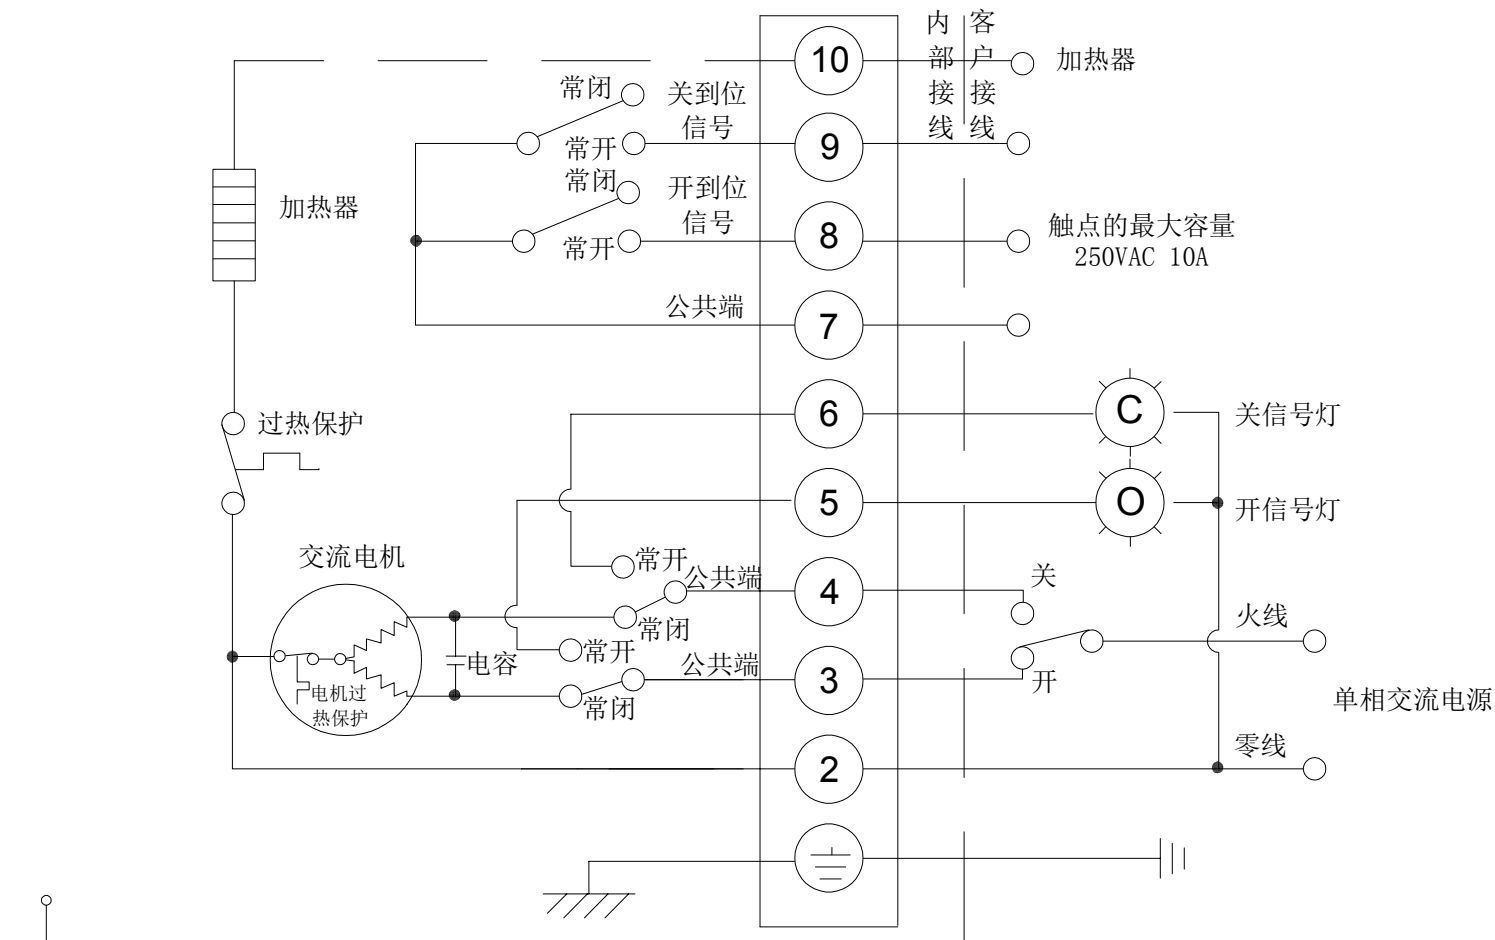 内部接线
客户接线
10
加热器
常闭
关到位
信号
常开
9
常闭
开到位
信号
加热器
常开
8
触点的最大容量
250VAC 10A
公共端
7
过热保护
6
C
关信号灯
5
O
开信号灯
交流电机
常开
公共端
4
关
火线
常闭
常开
电容
公共端
3
开
电机过
热保护
常闭
单相交流电源
2
零线